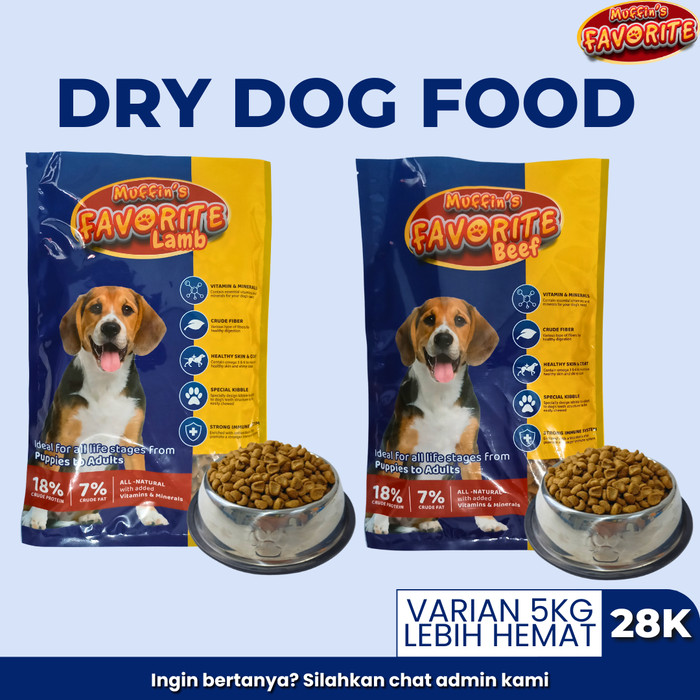 Muffin's
FAVORITE
DRY DOG FOOD
Muffin's
FAVORITE
Lamb
VITAMIN & MINERALS
CRUDE FIBER
HEALTHY SKIN & COAT
SPECIAL KIBBLE
STRONG IMMUNE
Ideal for all life stages from
Puppies to Adults
18%
CRUDE PROTEIN
7%
CRUDE FAT
ALL-NATURAL
with added
Vitamins & Minerals
Muffin's
FAVORITE
Beef
VITAMIN & MINERALS
CRUDE FIBER
HEALTHY SKIN & COAT
SPECIAL KIBBLE
STRONG IMMUNE SYSTEM
Ideal for all life stages from
Puppies to Adults
18%
CRUDE PROTEIN
7%
CRUDE FAT
ALL-NATURAL
with added
Vitamins & Minerals
VARIAN 5KG
LEBIH HEMAT
28K
Ingin bertanya? Silahkan chat admin kami